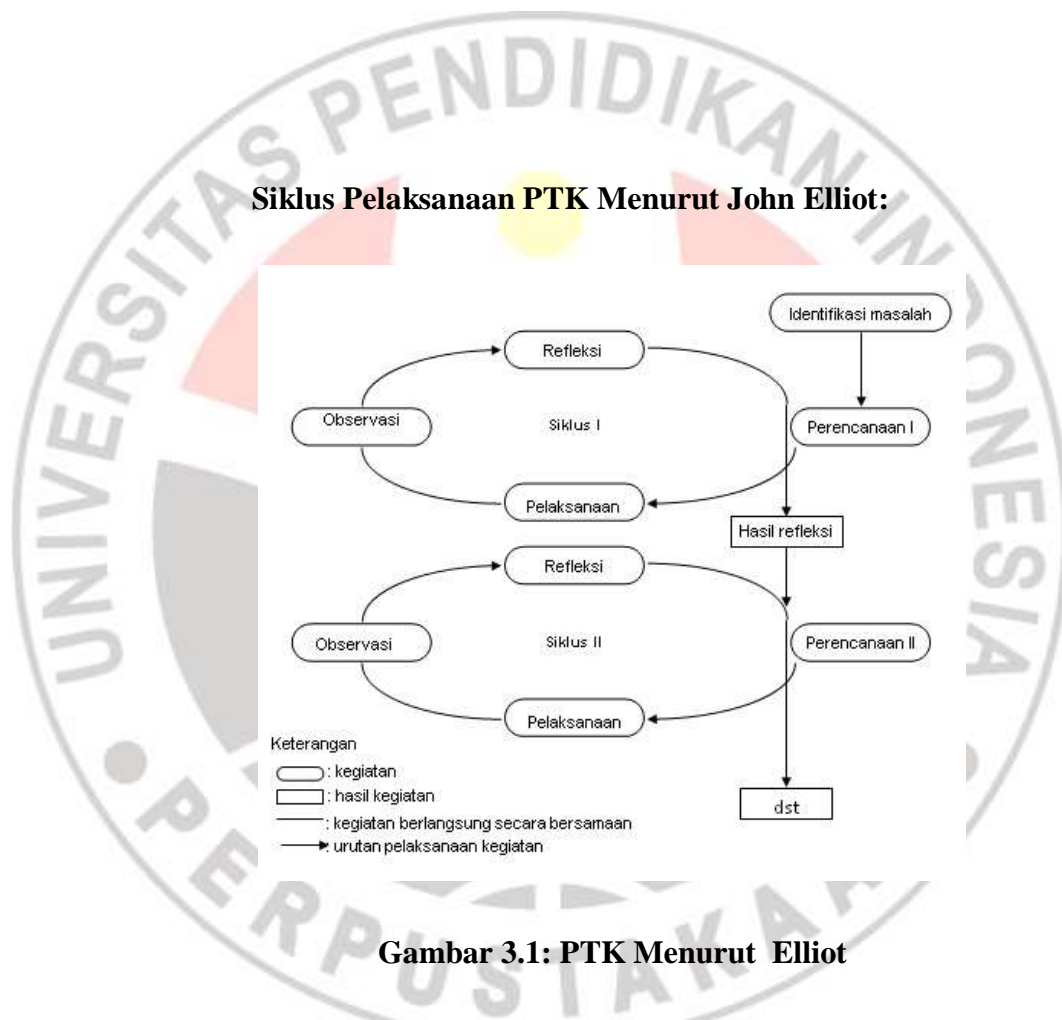 UNIVERSITAS PENDIDIKAN INDONESIA
Siklus Pelaksanaan PTK Menurut John Elliot:
Identifikasi masalah
Refleksi
Observasi
Siklus I
Perencanaan I
Pelaksanaan
Hasil refleksi
Refleksi
Observasi
Siklus II
Perencanaan II
Pelaksanaan
Keterangan
: kegiatan
: hasil kegiatan
: kegiatan berlangsung secara bersamaan
: urutan pelaksanaan kegiatan
dst
PERPUSTAKAAN
Gambar 3.1: PTK Menurut Elliot